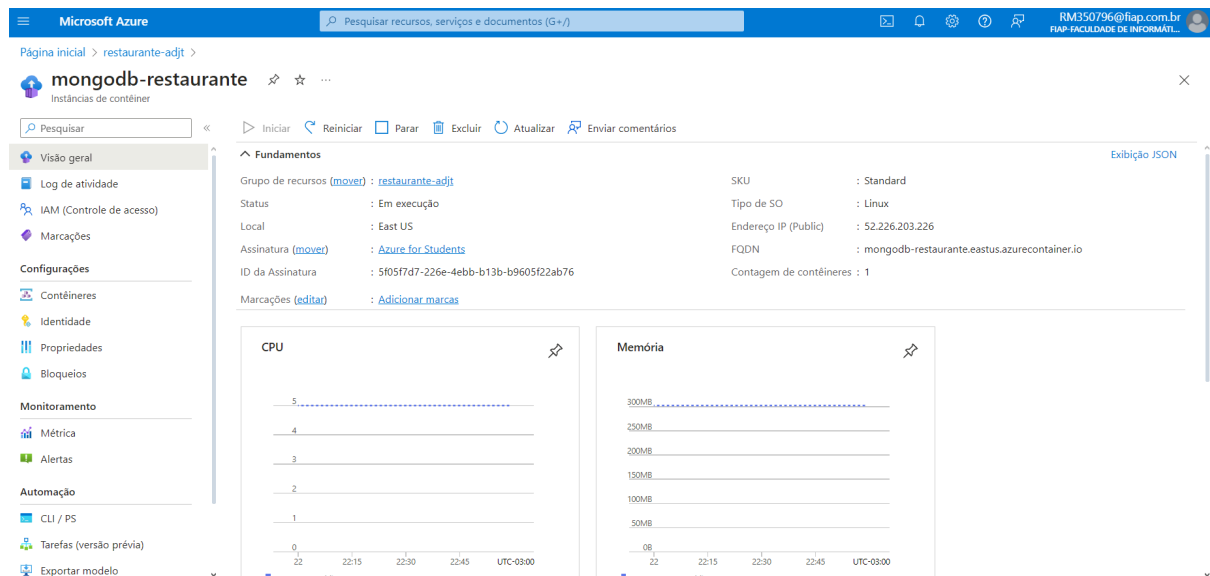 Microsoft Azure
Pesquisar recursos, serviços e documentos (G+/)
RM350796@fiap.com.br
FIAP-FACULDADE DE INFORMÁTI...
Página inicial > restaurante-adjt >
mongodb-restaurante
Instâncias de contêiner
Pesquisar
Visão geral
Log de atividade
IAM (Controle de acesso)
Marcações
Configurações
Contêineres
Identidade
Propriedades
Bloqueios
Monitoramento
Métrica
Alertas
Automação
CLI / PS
Tarefas (versão prévia)
Exportar modelo
Iniciar Reiniciar Parar Excluir Atualizar Enviar comentários
Fundamentos
Exibição JSON
Grupo de recursos (mover) : restaurante-adjt
Status : Em execução
Local : East US
Assinatura (mover) : Azure for Students
ID da Assinatura : 5f05f7d7-226e-4ebb-b13b-b9605f22ab76
Marcações (editar) : Adicionar marcas
SKU : Standard
Tipo de SO : Linux
Endereço IP (Public) : 52.226.203.226
FQDN : mongodb-restaurante.eastus.azurecontainer.io
Contagem de contêineres : 1
CPU
5
4
3
2
1
0
22 22:15 22:30 22:45 UTC-03:00
Memória
300MB
250MB
200MB
150MB
100MB
50MB
0B
22 22:15 22:30 22:45 UTC-03:00